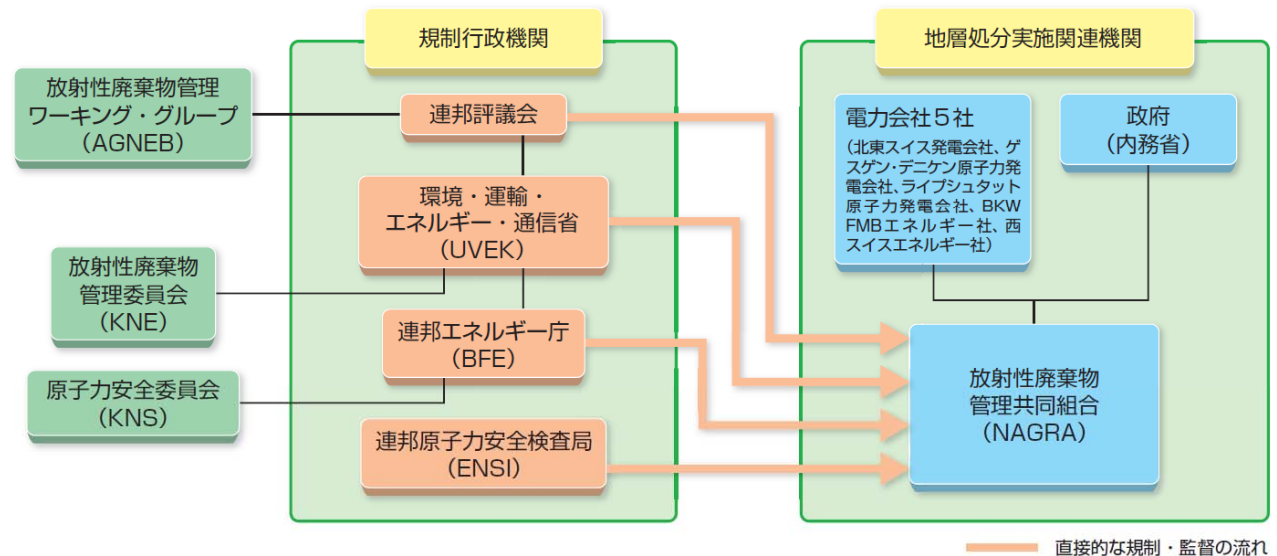 規制行政機関
地層処分実施関連機関
放射性廃棄物管理
ワーキング・グループ
(AGNEB)
連邦評議会
環境・運輸・
エネルギー・通信省
(UVEK)
放射性廃棄物
管理委員会
(KNE)
連邦エネルギー庁
(BFE)
原子力安全委員会
(KNS)
連邦原子力安全検査局
(ENSI)
電力会社5社
(北東スイス発電会社、ゲ
スゲン・デニケン原子力発
電会社、ライプシュタット
原子力発電会社、BKW
FMBエネルギー社、西
スイスエネルギー社)
政府
(内務省)
放射性廃棄物
管理共同組合
(NAGRA)
直接的な規制・監督の流れ